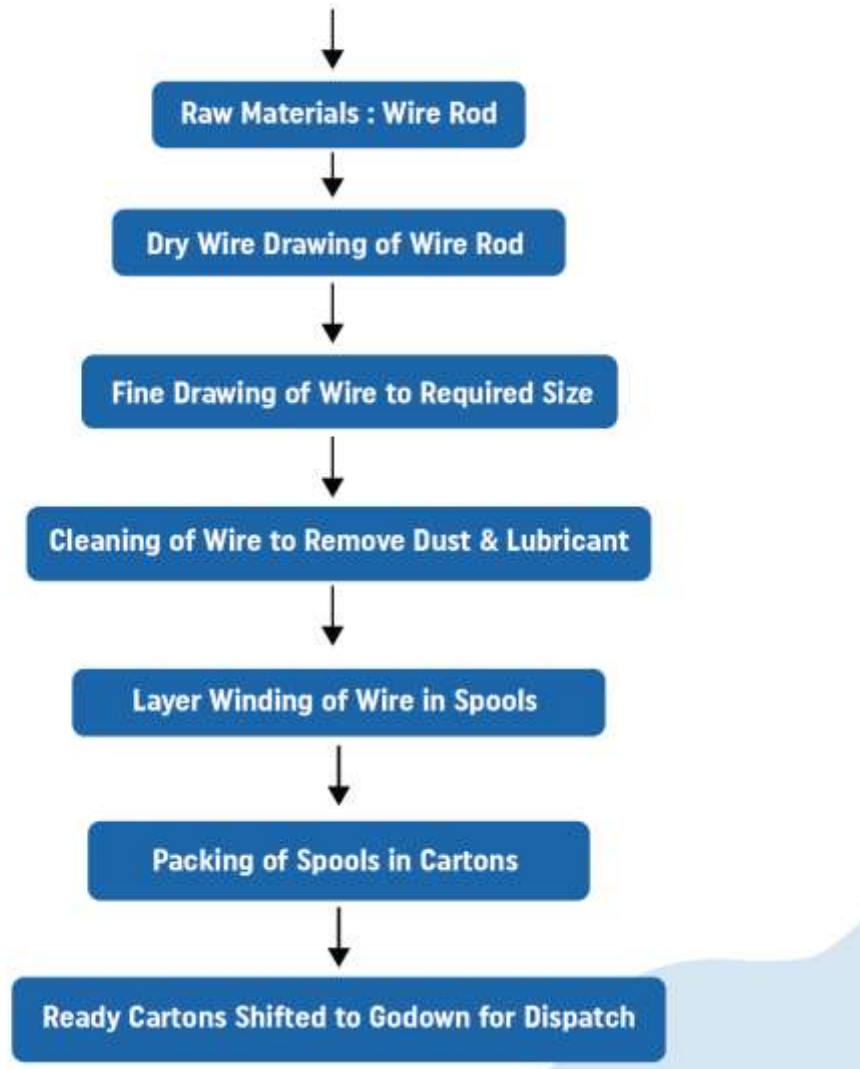 Raw Materials : Wire Rod
Dry Wire Drawing of Wire Rod
Fine Drawing of Wire to Required Size
Cleaning of Wire to Remove Dust & Lubricant
Layer Winding of Wire in Spools
Packing of Spools in Cartons
Ready Cartons Shifted to Godown for Dispatch